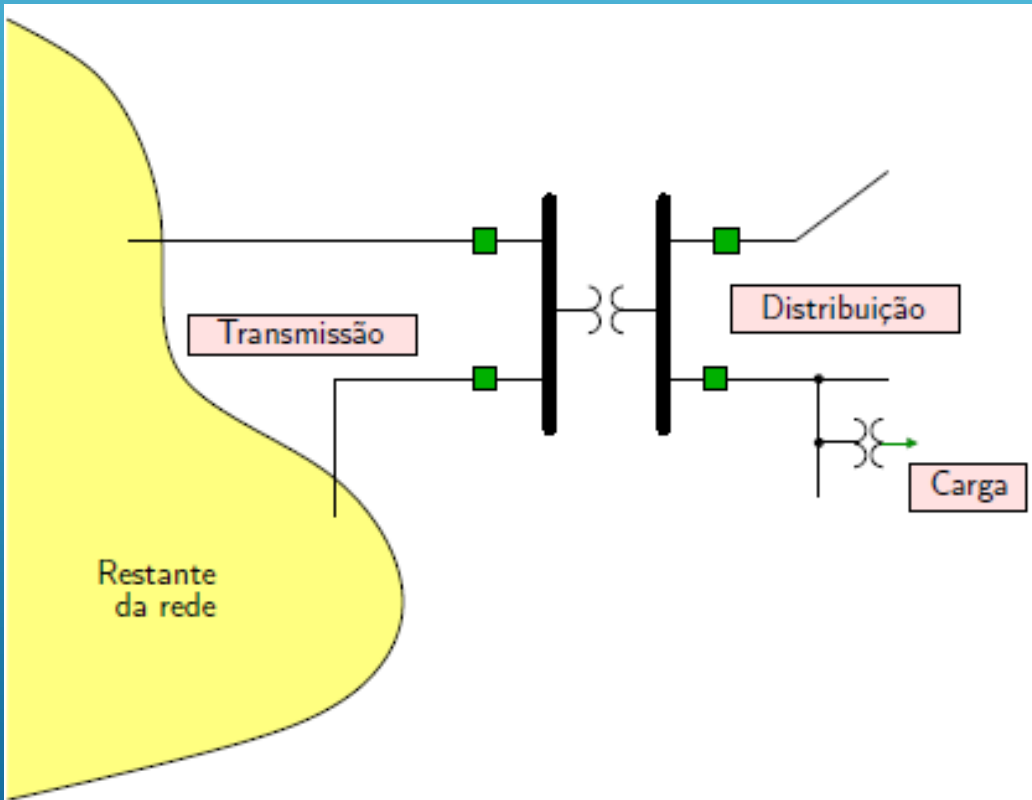 Transmissão
Distribuição
Carga
Restante
da rede